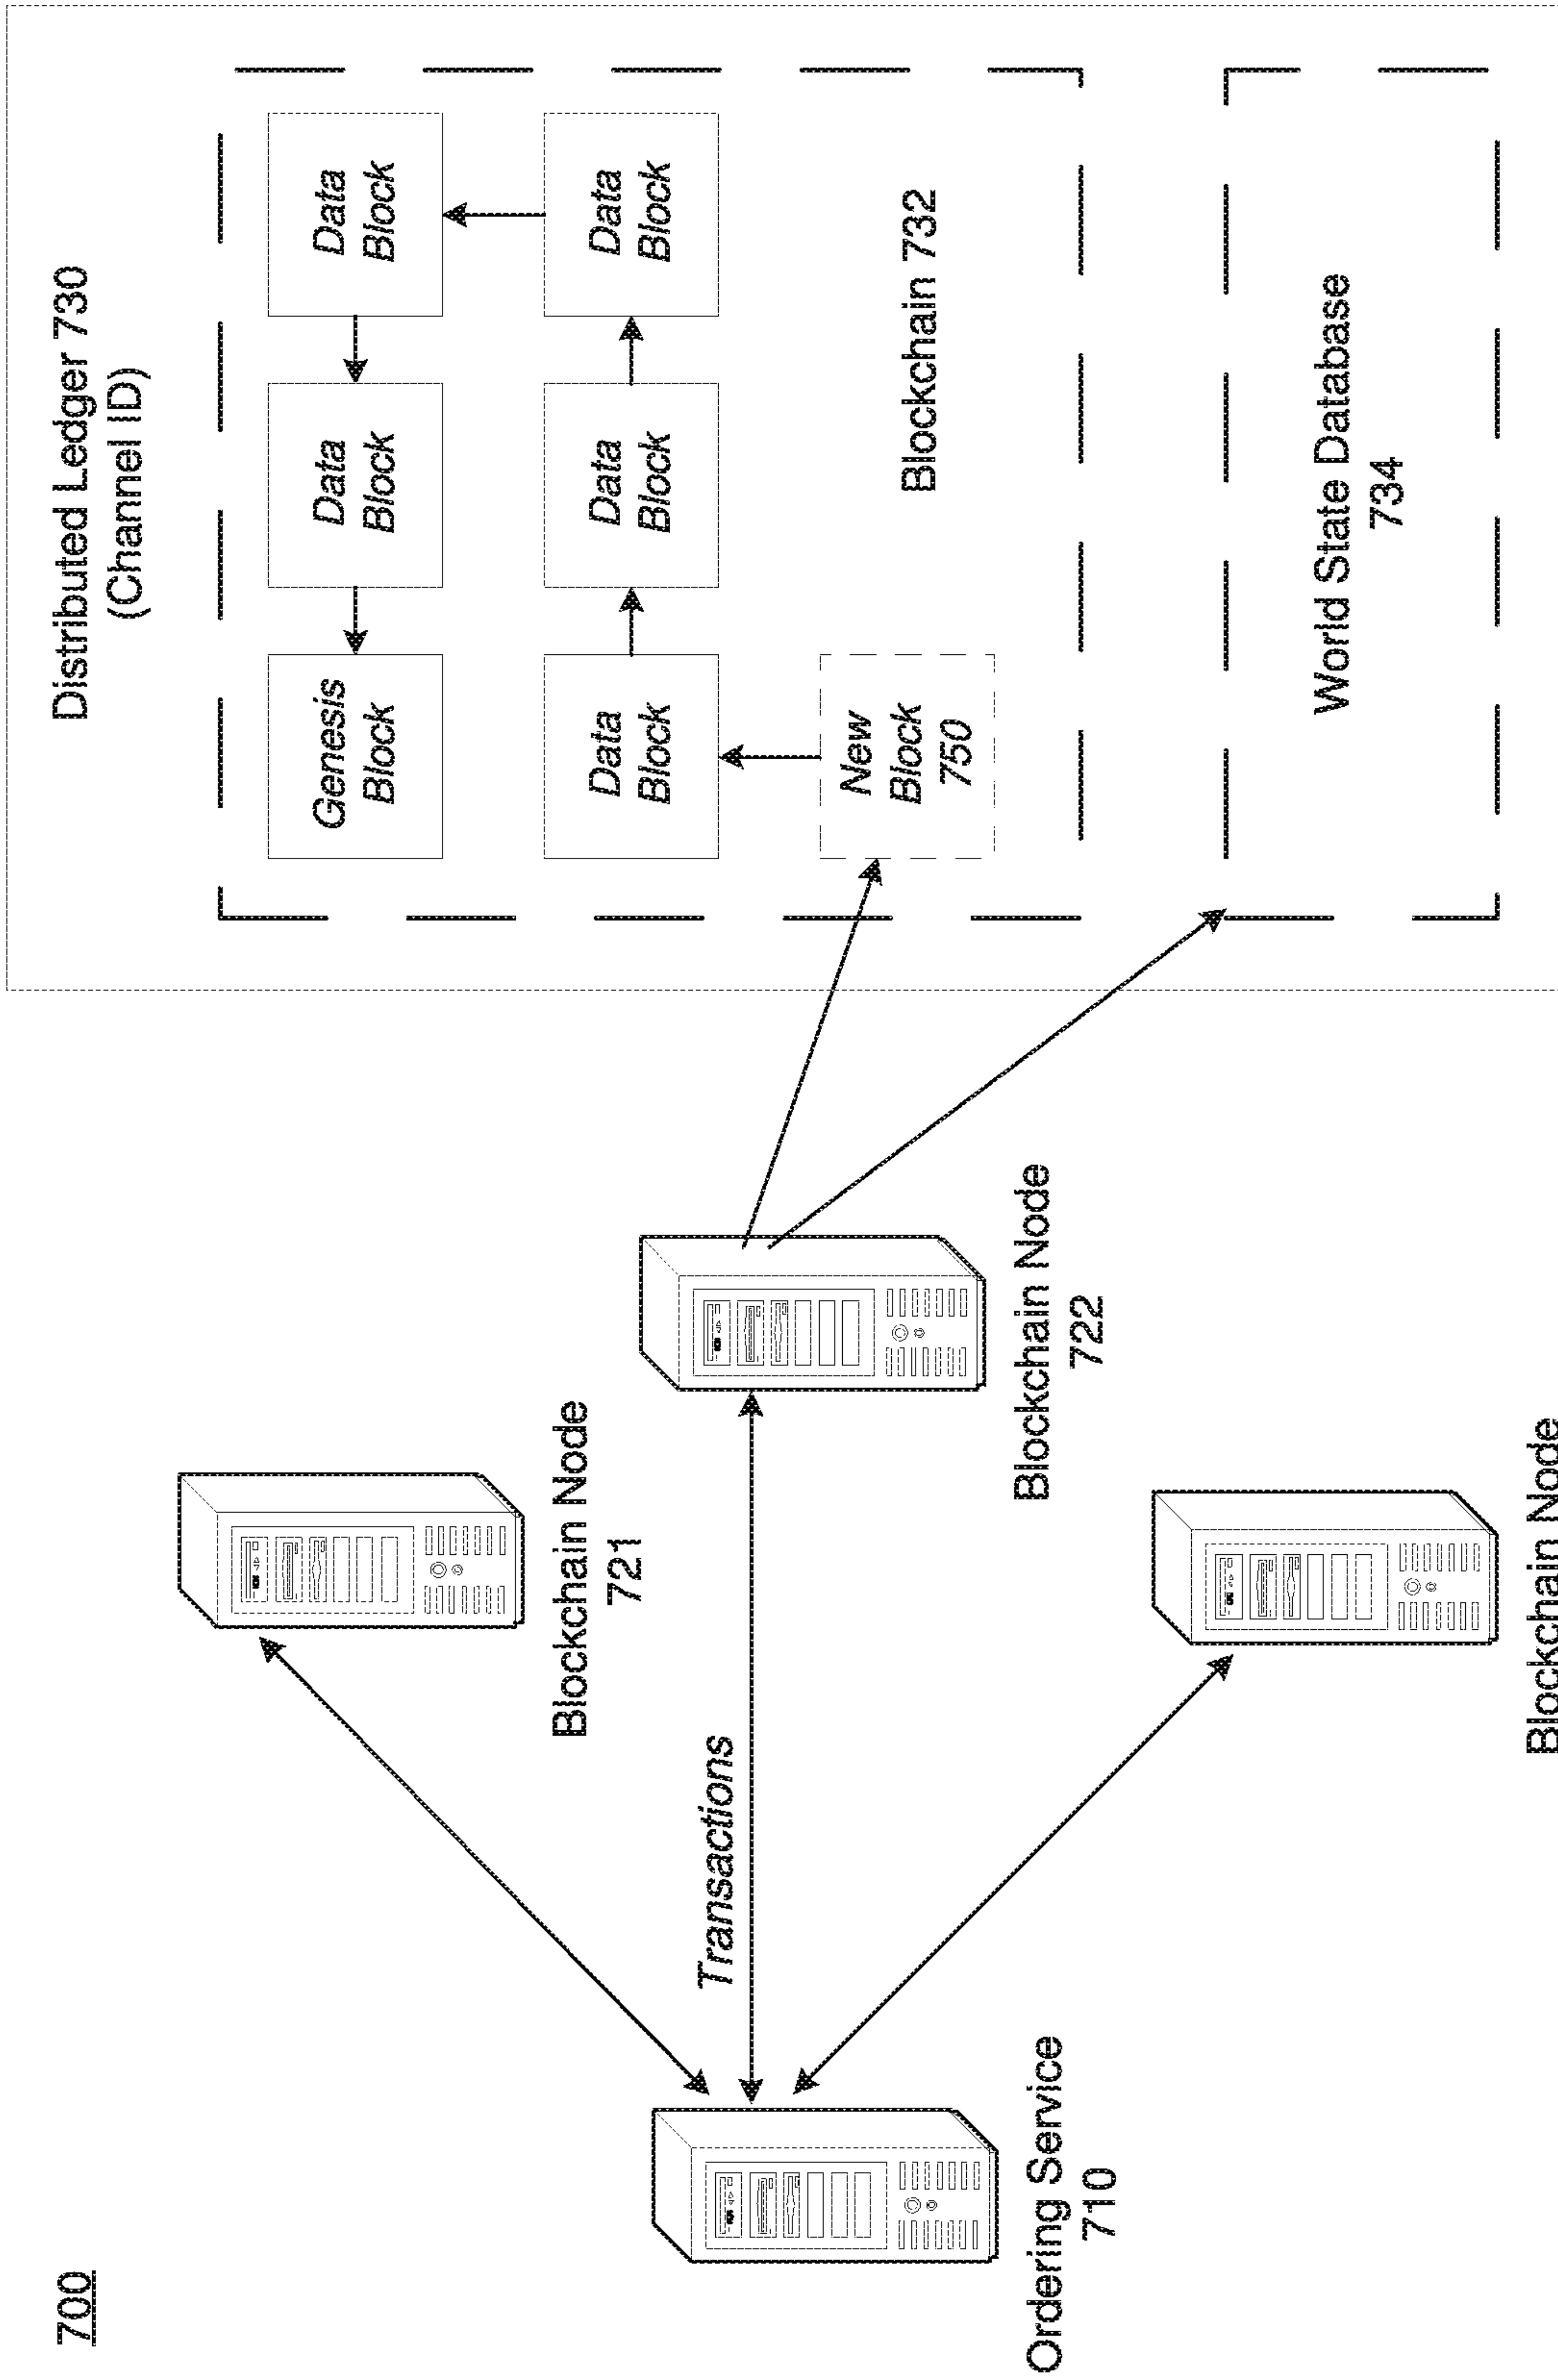 700
Distributed Ledger 730
(Channel ID)
Genesis
Block
Data
Block
Data
Block
Data
Block
Data
Block
Data
Block
New
Block
750
Blockchain 732
World State Database
734
Blockchain Node
721
Transactions
Blockchain Node
722
Ordering Service
710
Blockchain Node